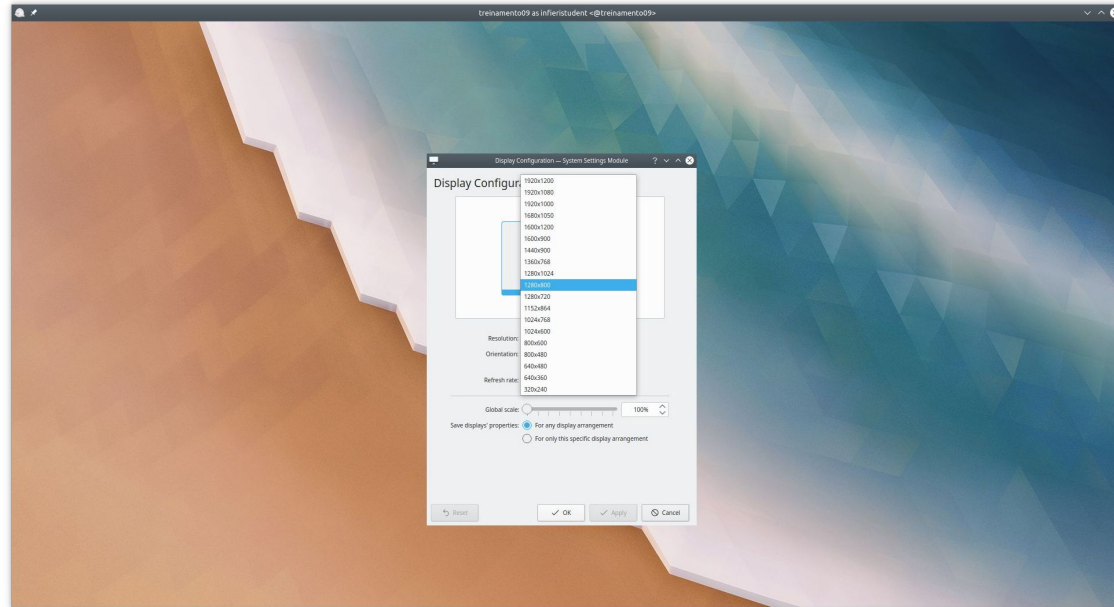 treinamento09 as infieristudent <@treinamento09>
Display Configuration — System Settings Module
Display Configur
1920x1200
1920x1080
1920x1000
1680x1050
1600x1200
1600x900
1440x900
1360x768
1280x1024
1280x800
1280x720
1152x864
1024x768
1024x600
800x600
800x480
640x480
640x360
320x240
Resolution:
Orientation:
Refresh rate:
Global scale:
100%
Save displays' properties:
For any display arrangement
For only this specific display arrangement
Reset
OK
Apply
Cancel